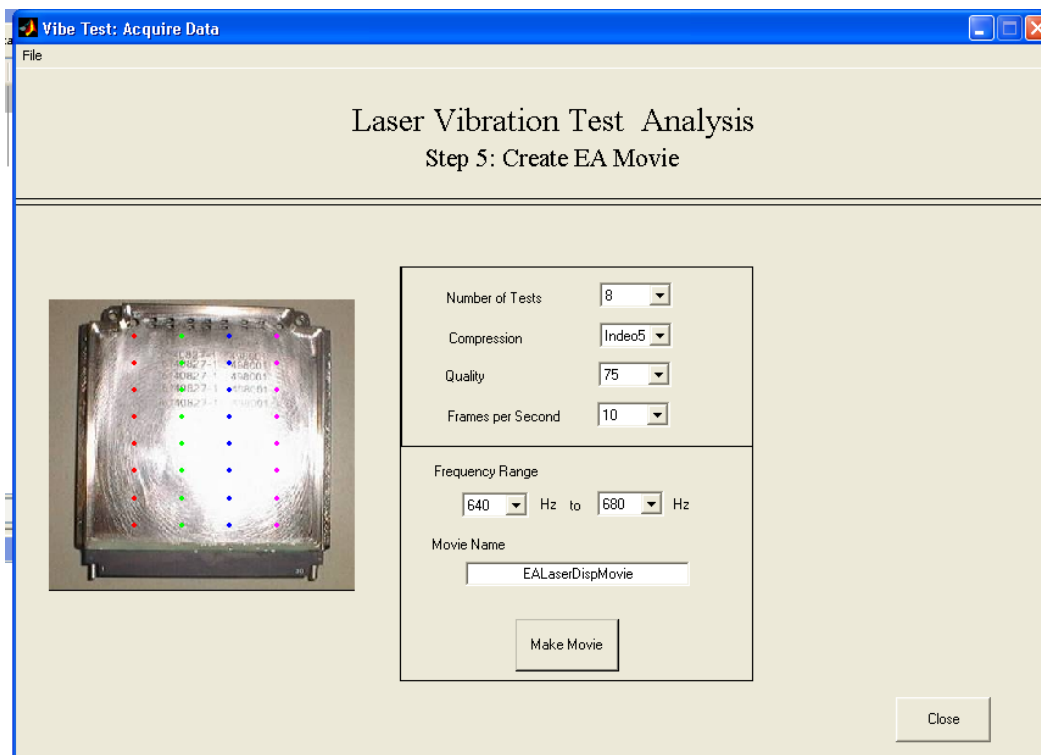 Vibe Test: Acquire Data
File
Laser Vibration Test Analysis
Step 5: Create EA Movie
Number of Tests 8
Compression Indeo5
Quality 75
Frames per Second 10
Frequency Range
640 Hz to 680 Hz
Movie Name
EALaserDispMovie
Make Movie
Close